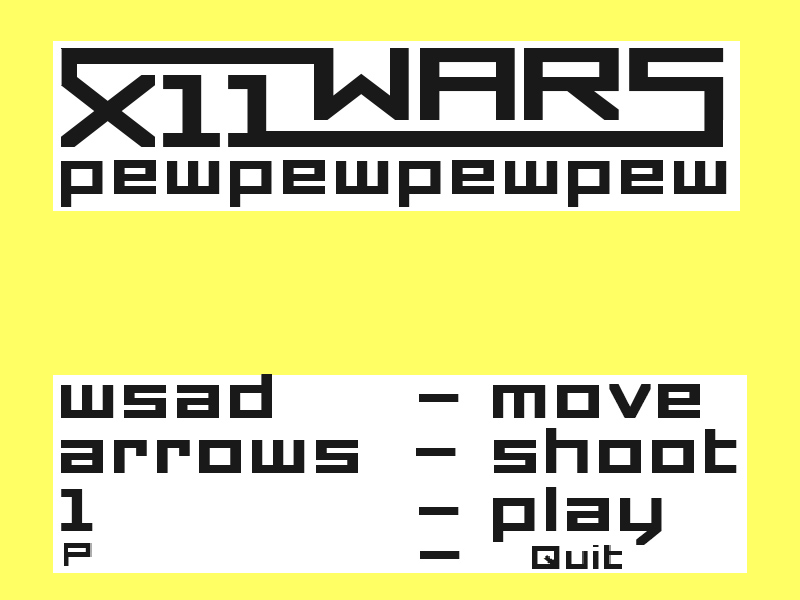 X11WARS
pewpewpewpew
wsad - move
arrows - shoot
1 - play
P - Quit